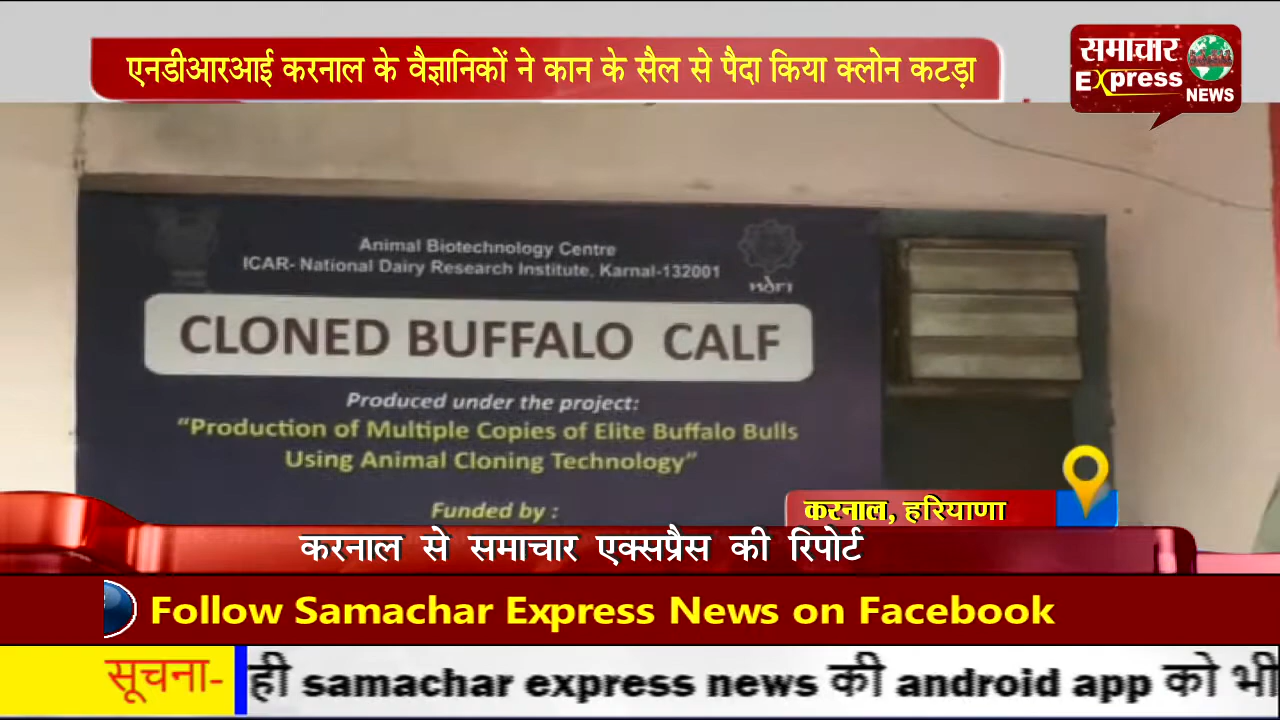 एनडीआरआई करनाल के वैज्ञानिकों ने कान के सैल से पैदा किया क्लोन कटड़ा
समाचार
Express
NEWS
Animal Biotechnology Centre
ICAR- National Dairy Research Institute, Karnal-132001
ndri
CLONED BUFFALO CALF
Produced under the project:
“Production of Multiple Copies of Elite Buffalo Bulls
Using Animal Cloning Technology”
Funded by :
करनाल, हरियाणा
करनाल से समाचार एक्सप्रैस की रिपोर्ट
Follow Samachar Express News on Facebook
सूचना- ही samachar express news की android app को भी